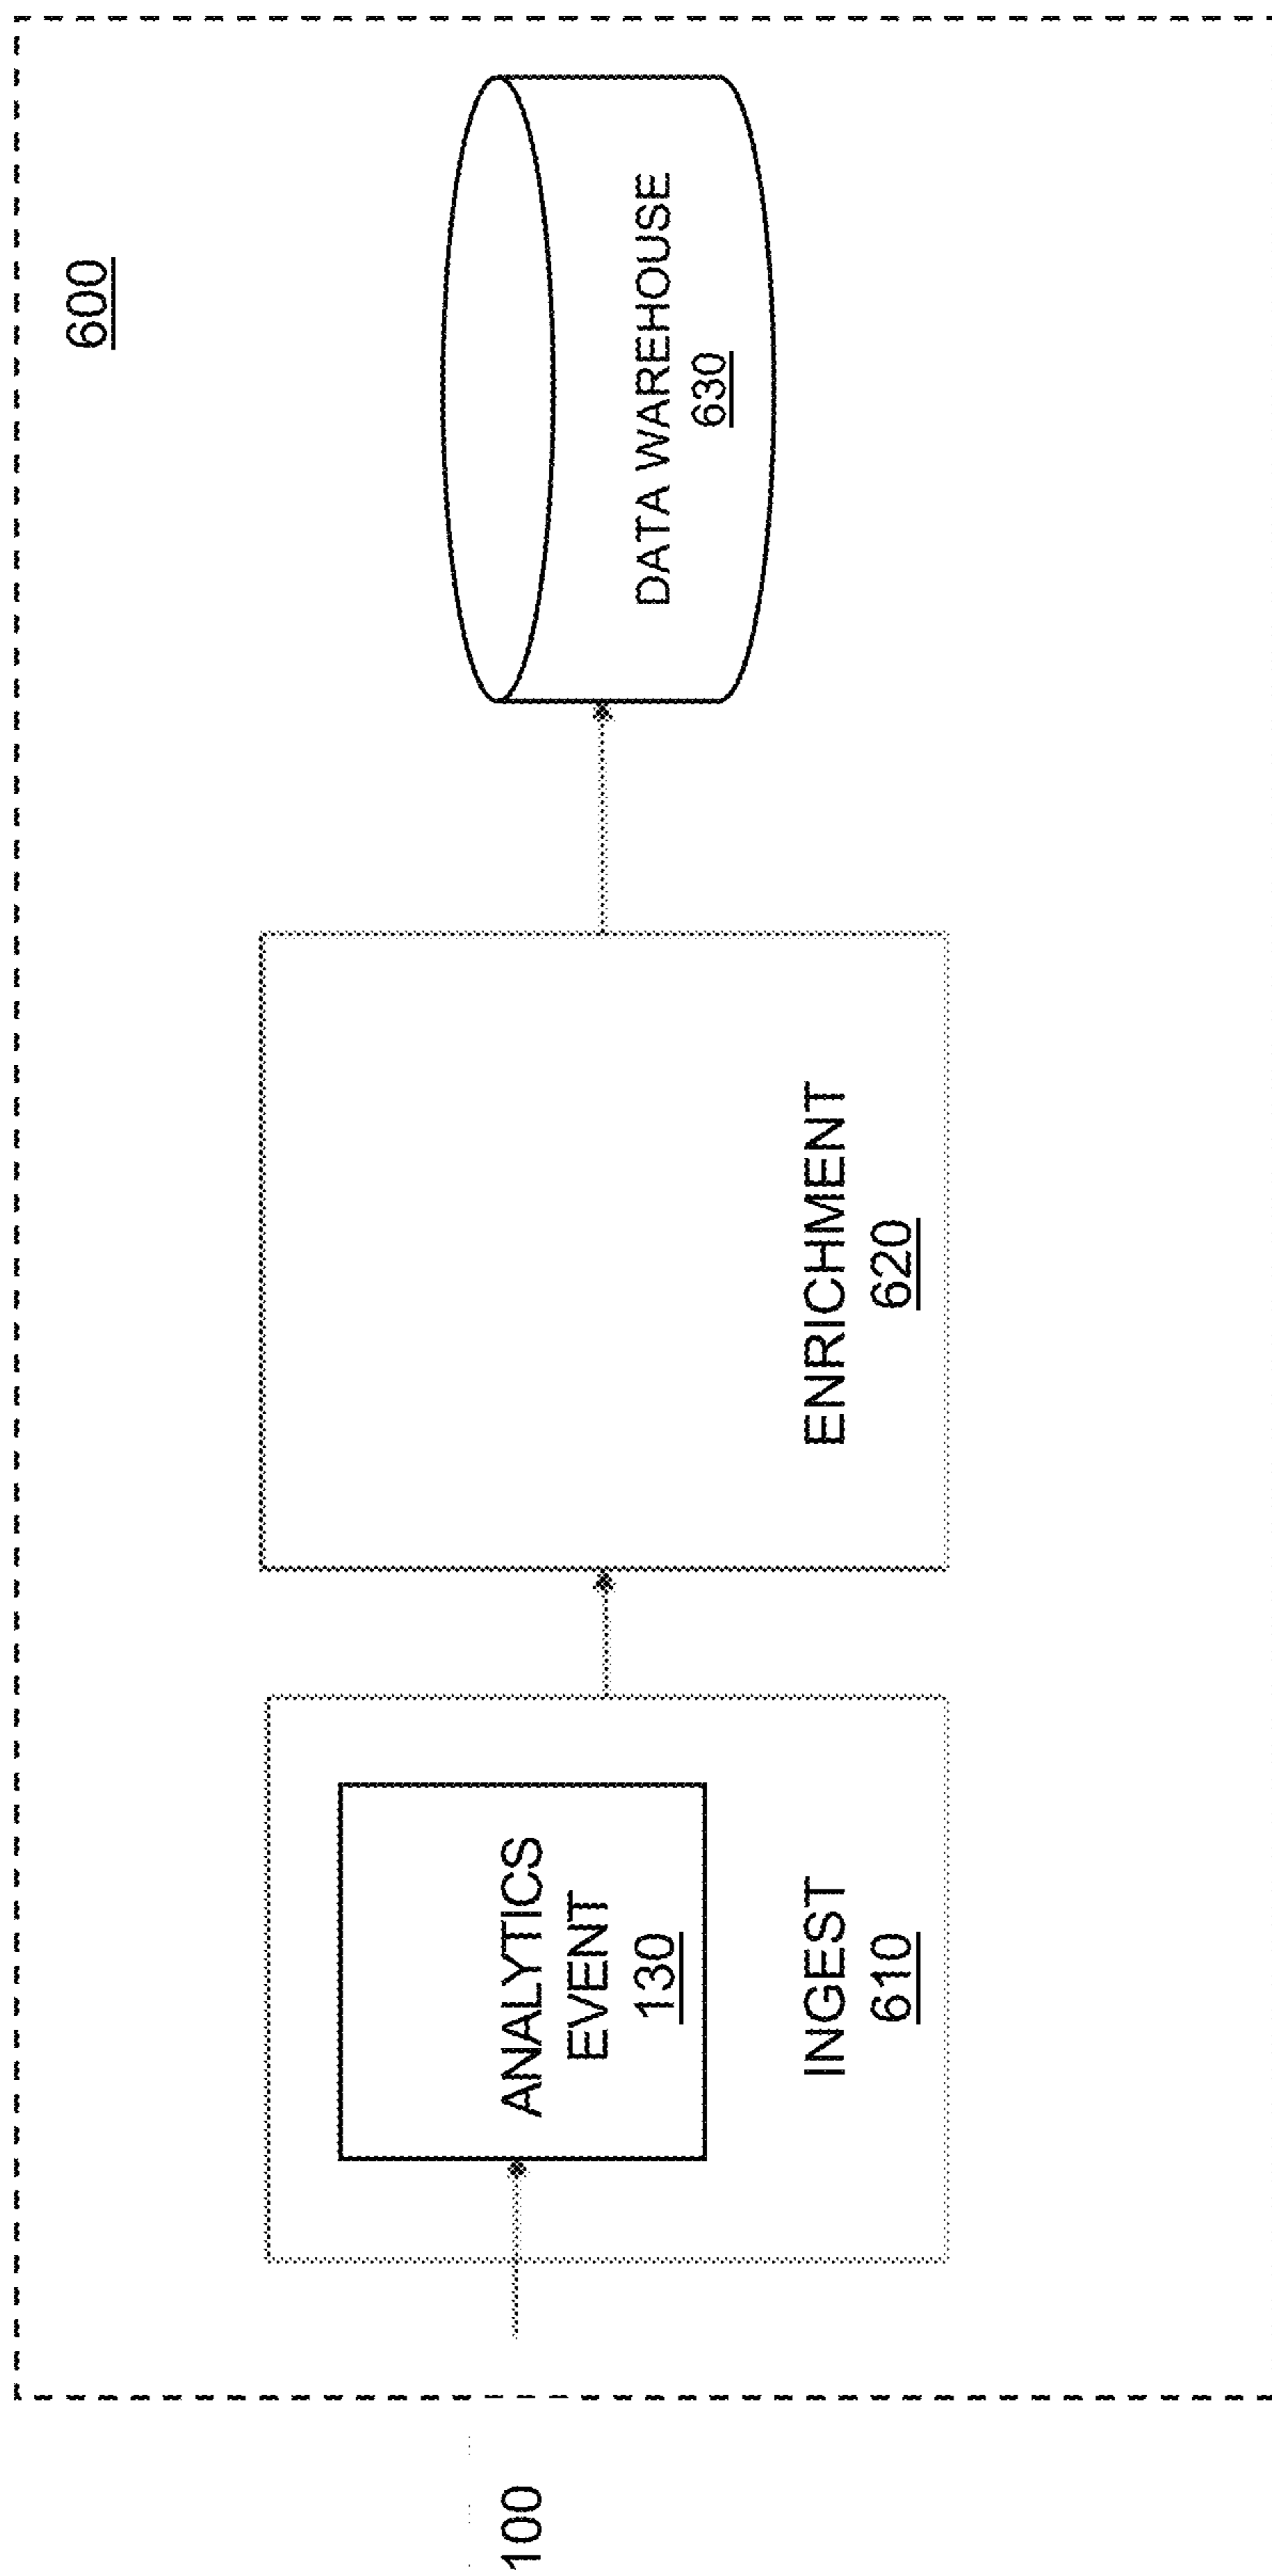 600
100
ANALYTICS
EVENT
130
INGEST
610
ENRICHMENT
620
DATA WAREHOUSE
630